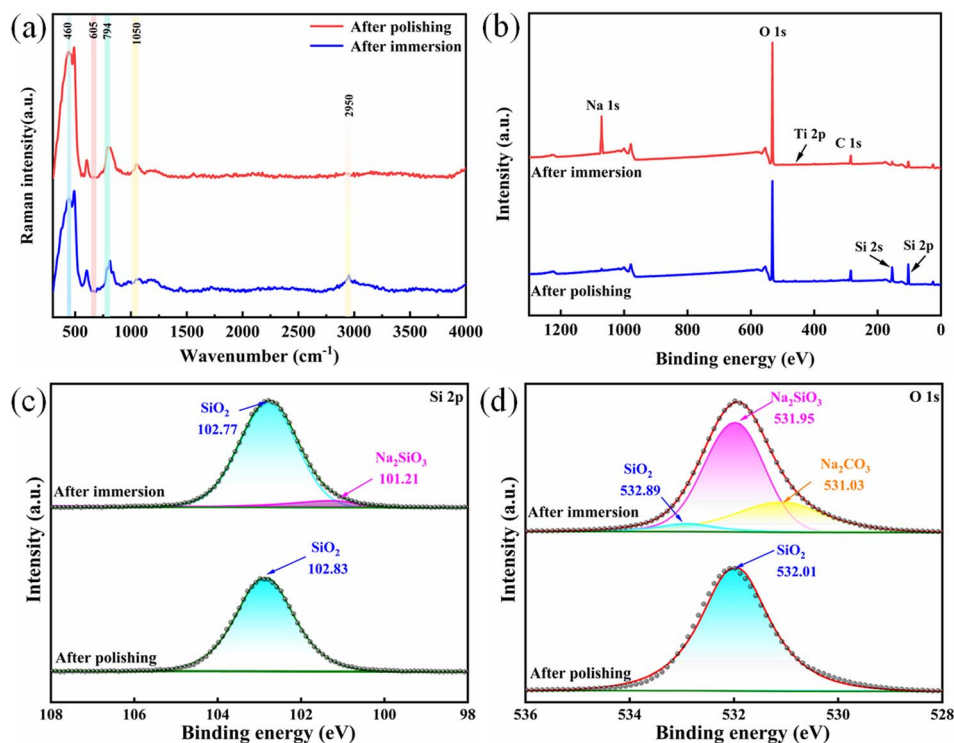 (a)
460
605
794
1050
2950
After polishing
After immersion
Raman intensity(a.u.)
300 1000 1500 2000 2500 3000 3500 4000
Wavenumber (cm⁻¹)
(b)
O 1s
Na 1s
Ti 2p
C 1s
After immersion
Si 2s
Si 2p
After polishing
Intensity (a.u.)
1200 1000 800 600 400 200 0
Binding energy (eV)
(c)
Si 2p
SiO₂
102.77
Na₂SiO₃
101.21
After immersion
SiO₂
102.83
After polishing
Intensity (a.u.)
108 106 104 102 100 98
Binding energy (eV)
(d)
O 1s
Na₂SiO₃
531.95
SiO₂
532.89
Na₂CO₃
531.03
After immersion
SiO₂
532.01
After polishing
Intensity (a.u.)
536 534 532 530 528
Binding energy (eV)